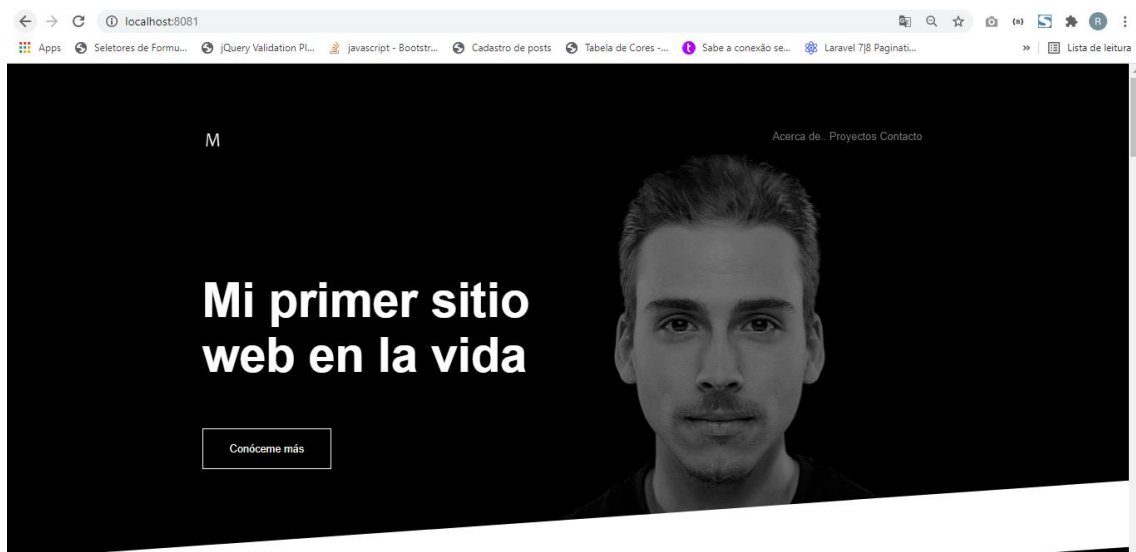 localhost:8081
Apps Seletores de Formu... jQuery Validation Pl... javascript - Bootstr... Cadastro de posts Tabela de Cores -... Sabe a conexão se... Laravel 7|8 Paginati... » Lista de leitura
M Acerca de.. Proyectos Contacto
Mi primer sitio
web en la vida
Conóceme más